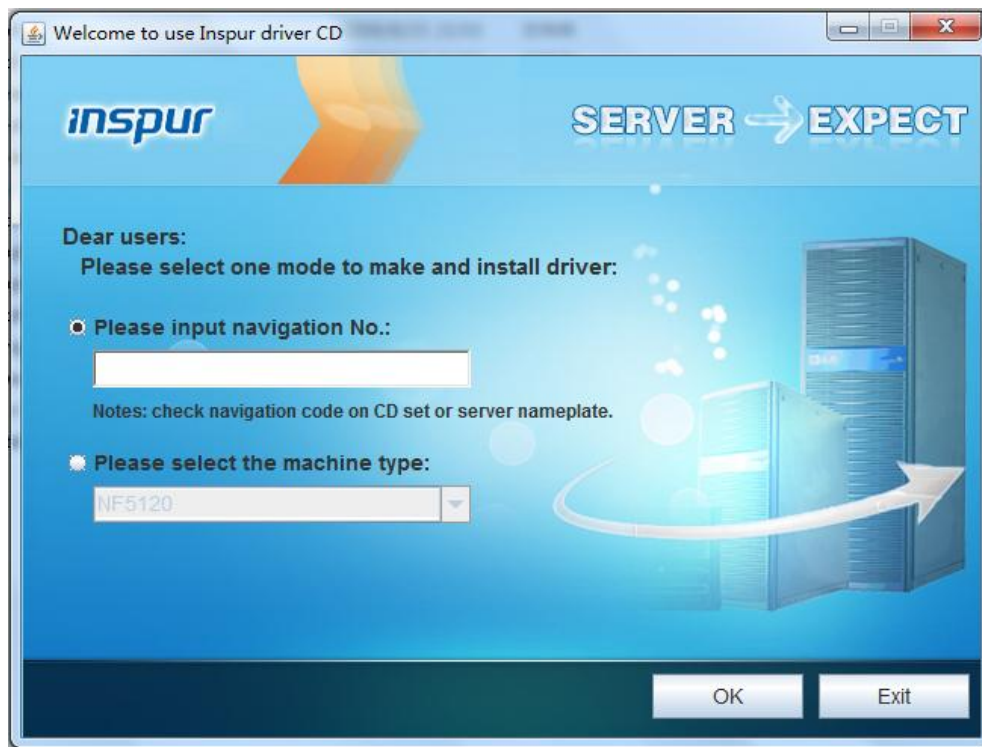 Welcome to use Inspur driver CD
inspur
SERVER EXPECT
Dear users:
Please select one mode to make and install driver:
Please input navigation No.:
Notes: check navigation code on CD set or server nameplate.
Please select the machine type:
NF5120
OK
Exit